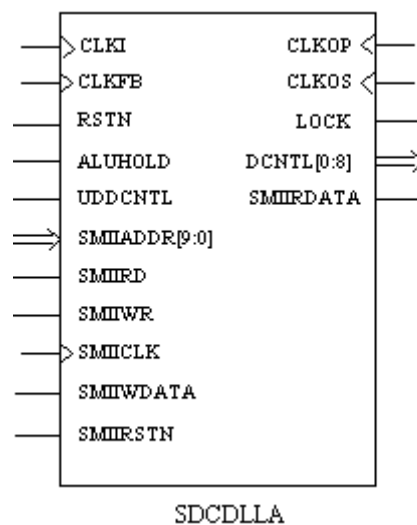 CLKI CLKOP
CLKFB CLKOS
RSTN LOCK
ALUHOLD DCNTL[0:8]
UDDCNTL SMIIRDATA
SMIIADDR[9:0]
SMIIRD
SMIIWR
SMIICLK
SMIIWDATA
SMIIRSTN
SDCDLLA